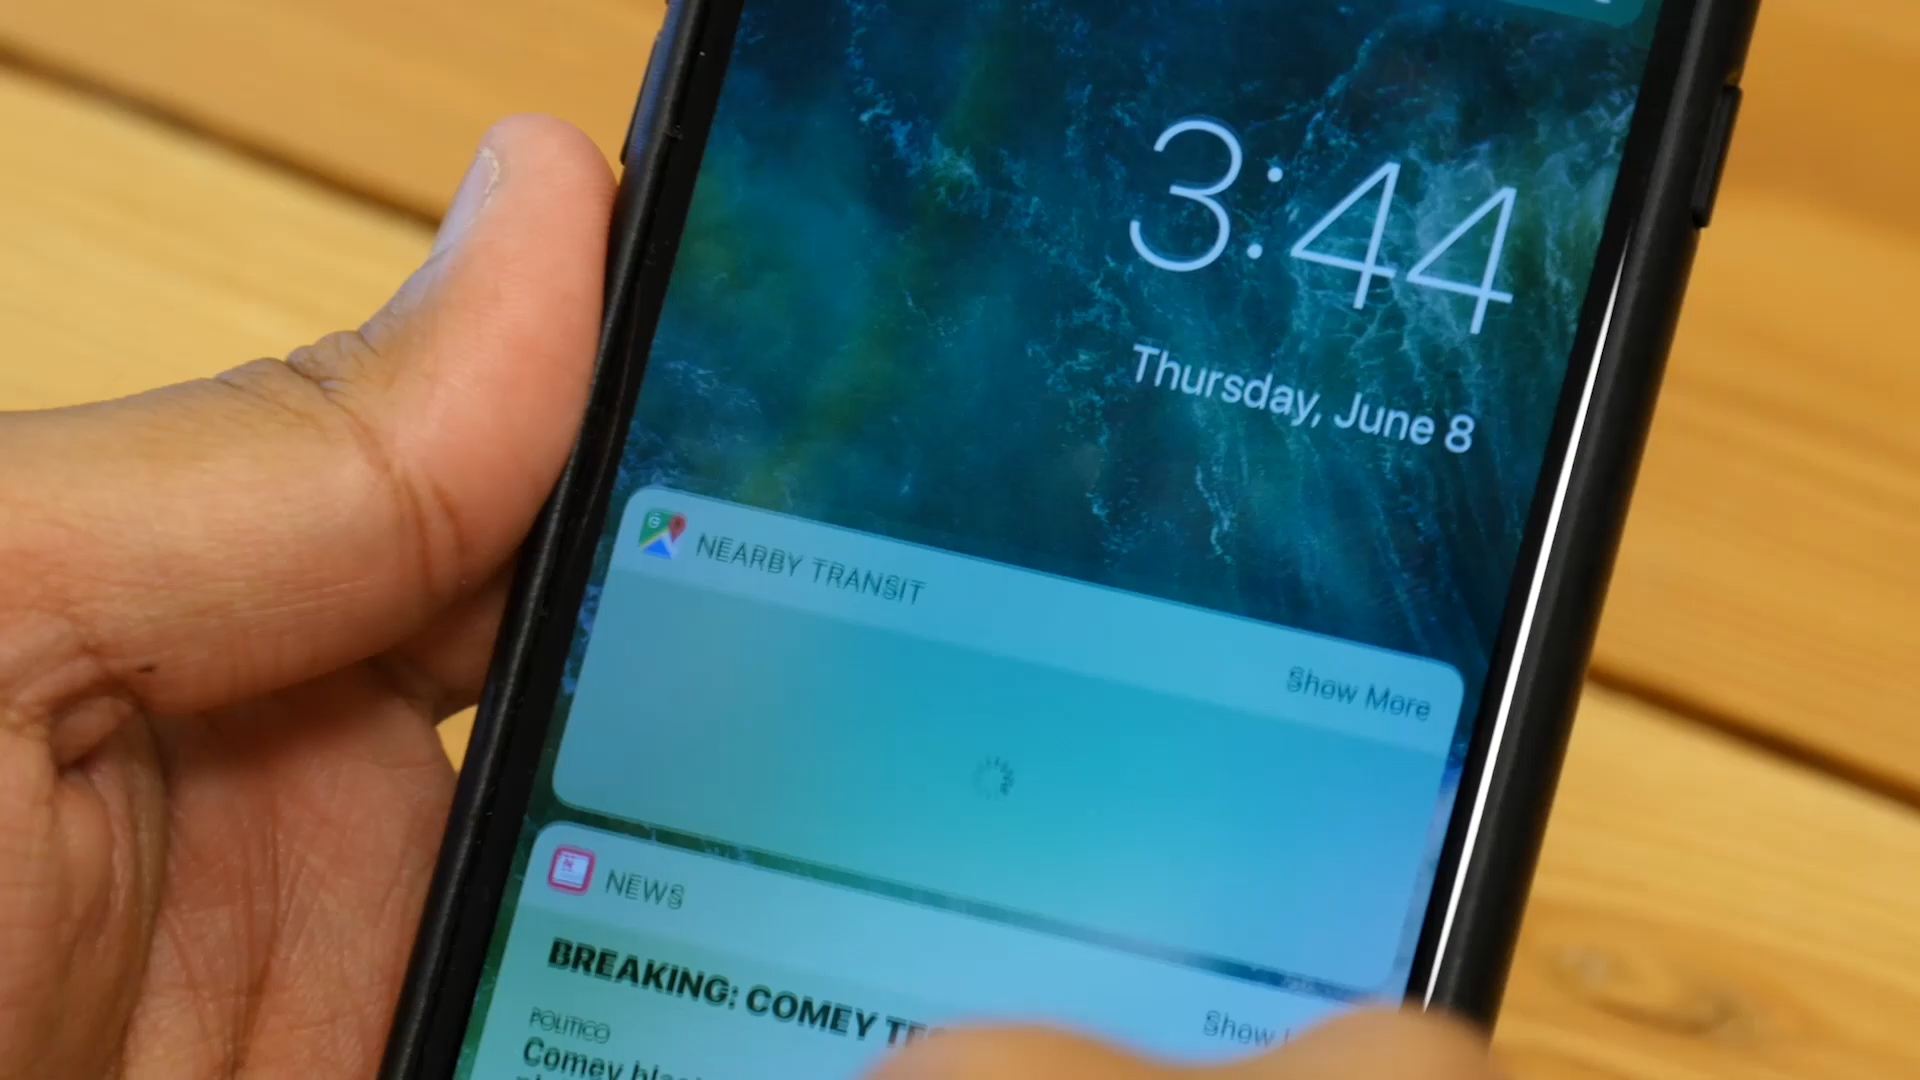 3:44
Thursday, June 8
NEARBY TRANSIT
Show More
NEWS
BREAKING: COMEY
Show
POLITICO
Comey